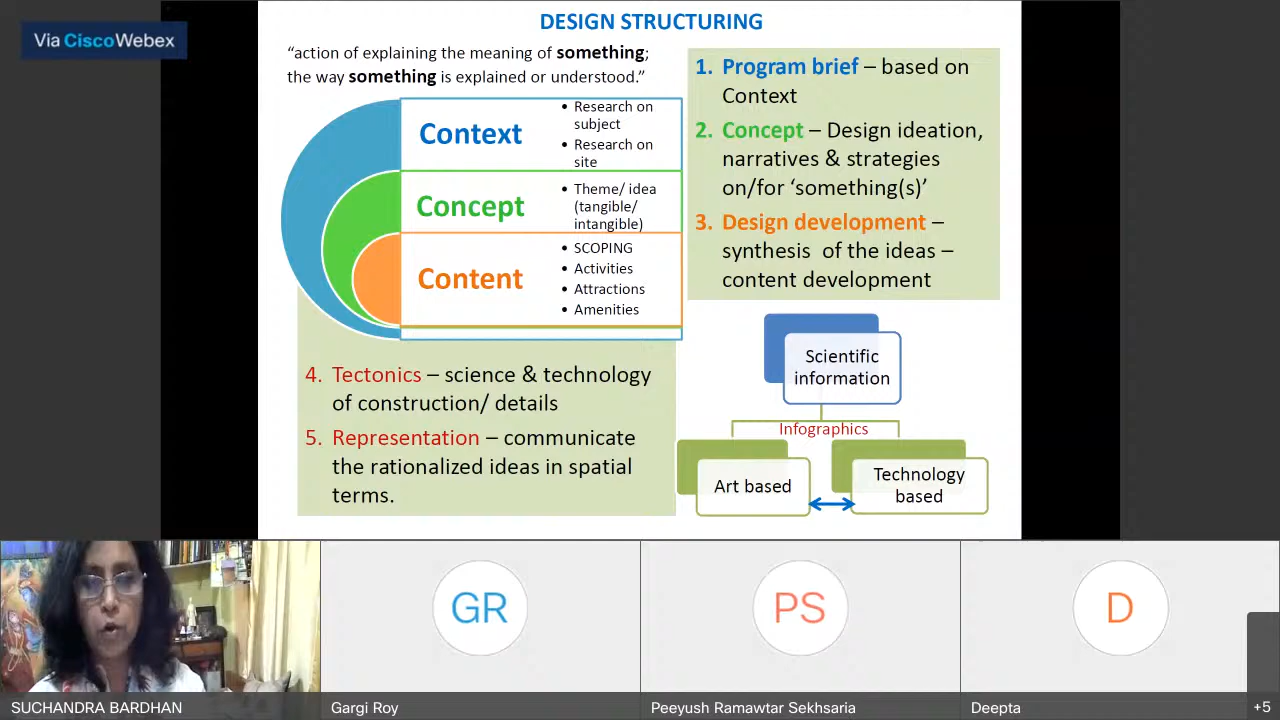 Via Cisco Webex
DESIGN STRUCTURING
“action of explaining the meaning of something;
the way something is explained or understood.”
Context
• Research on
subject
• Research on
site
Concept
• Theme/ idea
(tangible/
intangible)
Content
• SCOPING
• Activities
• Attractions
• Amenities
1. Program brief – based on
Context
2. Concept – Design ideation,
narratives & strategies
on/for ‘something(s)’
3. Design development –
synthesis of the ideas –
content development
4. Tectonics – science & technology
of construction/ details
5. Representation – communicate
the rationalized ideas in spatial
terms.
Scientific
information
Infographics
Art based
Technology
based
GR
PS
D
SUCHANDRA BARDHAN
Gargi Roy
Peeyush Ramawtar Sekhsaria
Deepta
+5